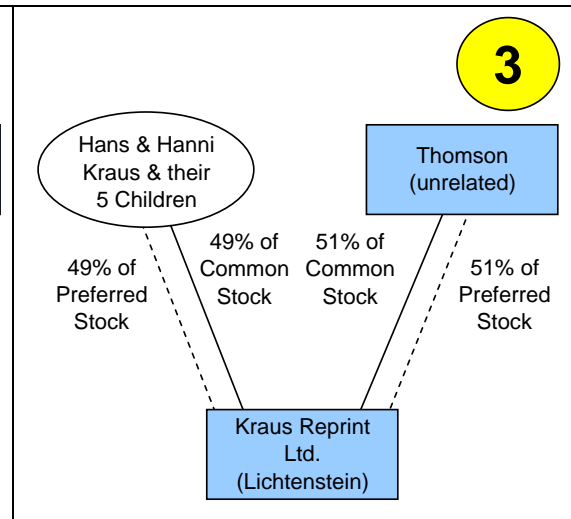 3
Hans & Hanni
Kraus & their
5 Children
Thomson
(unrelated)
49% of
Preferred
Stock
49% of
Common
Stock
51% of
Common
Stock
51% of
Preferred
Stock
Kraus Reprint
Ltd.
(Lichtenstein)